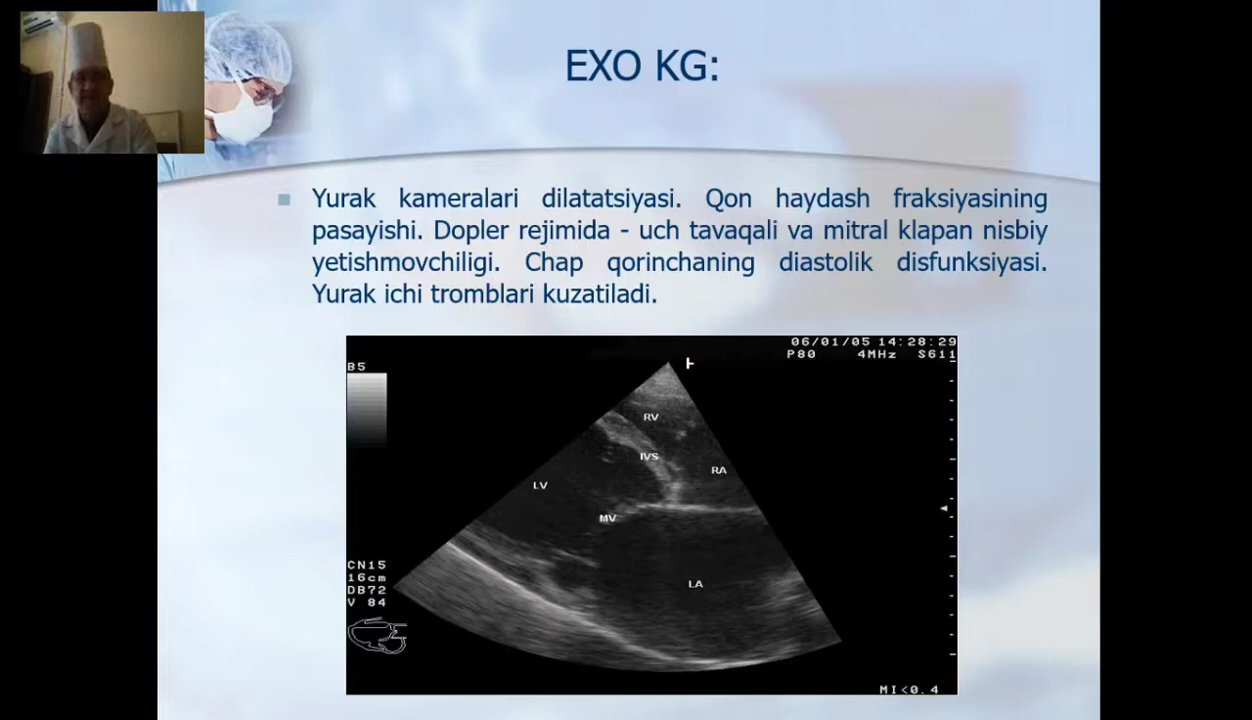 EXO KG:
Yurak kameralari dilatatsiyasi. Qon haydash fraksiyasining
pasayishi. Dopler rejimida - uch tavaqali va mitral klapan nisbiy
yetishmovchiligi. Chap qorinchaning diastolik disfunksiyasi.
Yurak ichi tromblari kuzatiladi.
06/01/05 14:28:29
P80 4MHz S611
B5
RV
IVS
RA
LV
MV
LA
CN15
16cm
DB72
V 84
MI<0.4